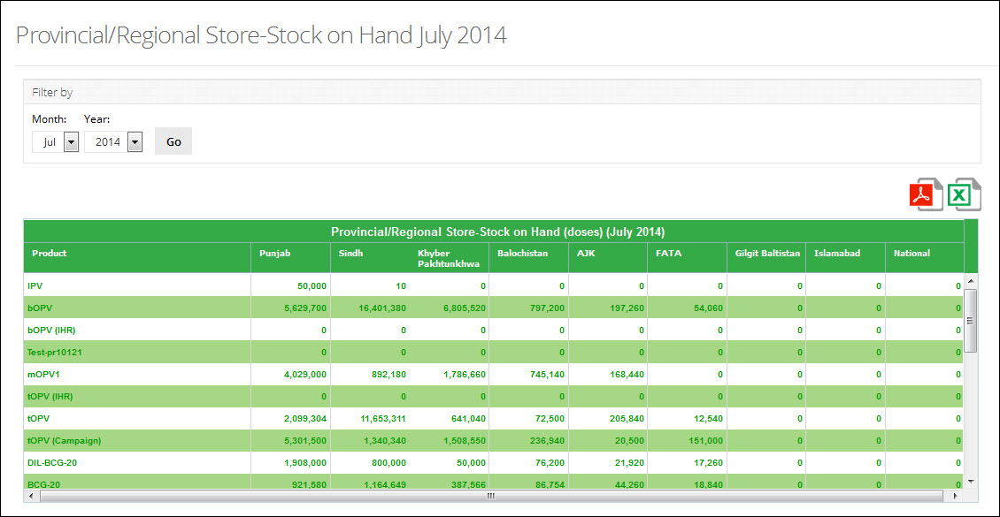 Provincial/Regional Store-Stock on Hand July 2014
Filter by
Month: Year:
Jul 2014 Go
Provincial/Regional Store-Stock on Hand (doses) (July 2014)
Product Punjab Sindh Khyber Pakhtunkhwa Balochistan AJK FATA Gilgit Baltistan Islamabad National
IPV 50,000 10 0 0 0 0 0 0 0
bOPV 5,629,700 16,401,380 6,805,520 797,200 197,260 54,060 0 0 0
bOPV (IHR) 0 0 0 0 0 0 0 0 0
Test-pr10121 0 0 0 0 0 0 0 0 0
mOPV1 4,029,000 892,180 1,786,660 745,140 168,440 0 0 0 0
tOPV (IHR) 0 0 0 0 0 0 0 0 0
tOPV 2,099,304 11,653,311 641,040 72,500 205,840 12,540 0 0 0
tOPV (Campaign) 5,301,500 1,340,340 1,508,550 236,940 20,500 151,000 0 0 0
DIL-BCG-20 1,908,000 800,000 50,000 76,200 21,920 17,260 0 0 0
BCG-20 921,580 1,164,649 387,566 86,754 44,260 18,840 0 0 0